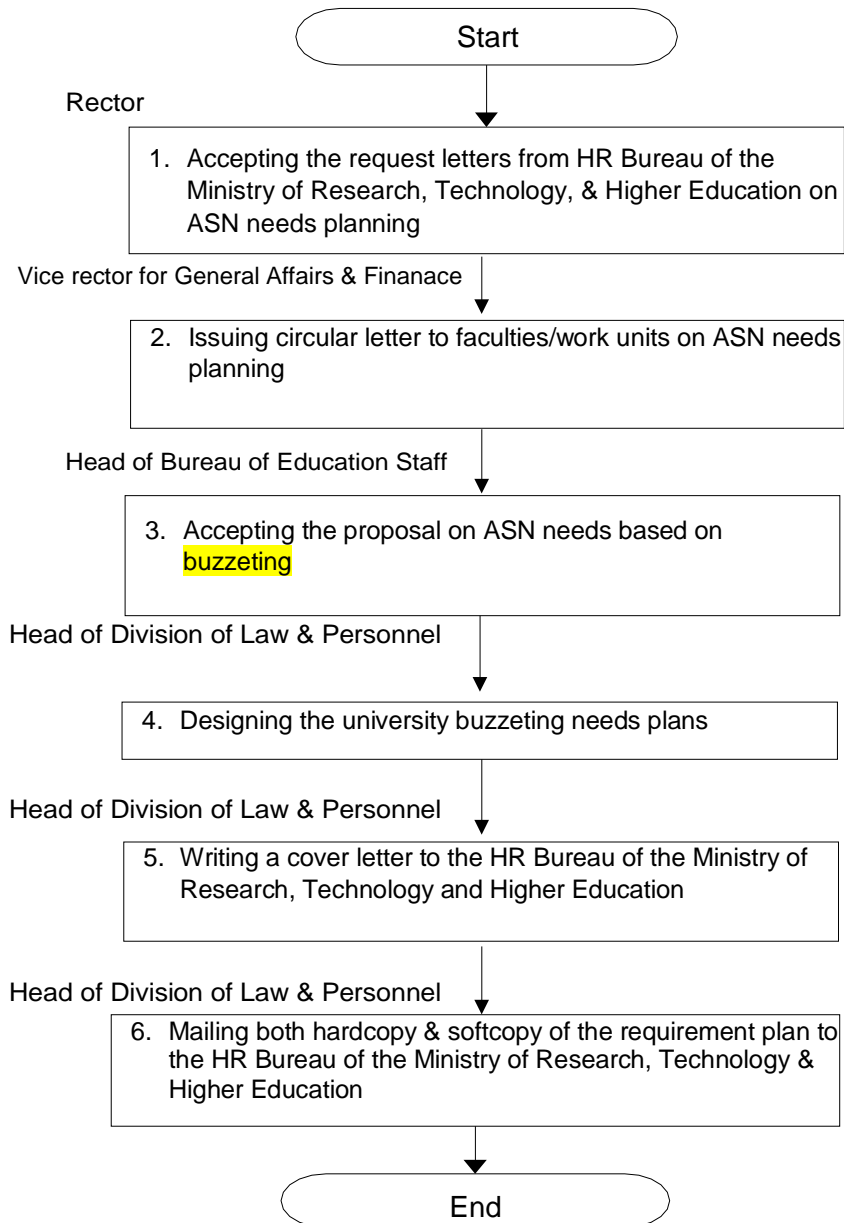 Start
Rector
1. Accepting the request letters from HR Bureau of the
Ministry of Research, Technology, & Higher Education on
ASN needs planning
Vice rector for General Affairs & Finanace
2. Issuing circular letter to faculties/work units on ASN needs
planning
Head of Bureau of Education Staff
3. Accepting the proposal on ASN needs based on
buzzeting
Head of Division of Law & Personnel
4. Designing the university buzzeting needs plans
Head of Division of Law & Personnel
5. Writing a cover letter to the HR Bureau of the Ministry of
Research, Technology and Higher Education
Head of Division of Law & Personnel
6. Mailing both hardcopy & softcopy of the requirement plan to
the HR Bureau of the Ministry of Research, Technology &
Higher Education
End